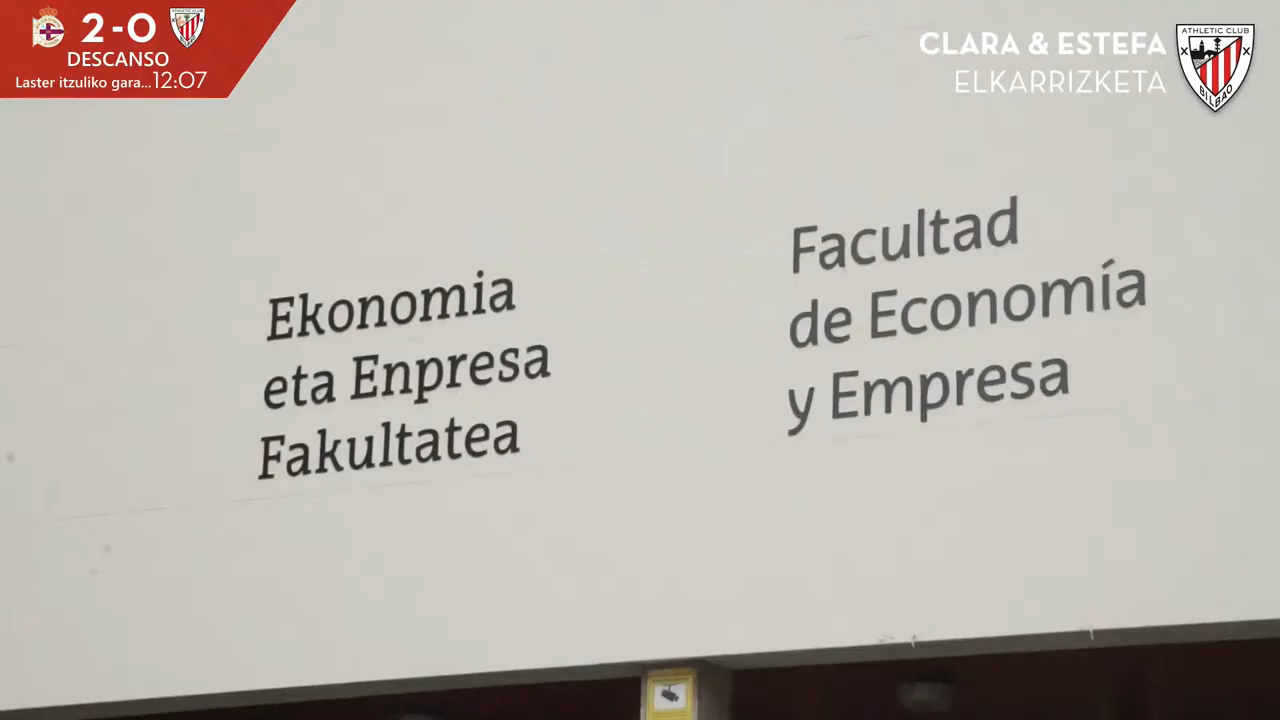 2-0
DESCANSO
Laster itzuliko gara...12:07
CLARA & ESTEFA
ELKARRIZKETA
ATHLETIC CLUB
BILBAO
Ekonomia
eta Enpresa
Fakultatea
Facultad
de Economía
y Empresa